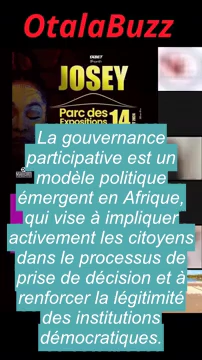 OtalaBuzz
JOSEY
Parc des
Expositions 14
La gouvernance
participative est un
modèle politique
émergent en Afrique,
qui vise à impliquer
activement les citoyens
dans le processus de
prise de décision et à
renforcer la légitimité
des institutions
démocratiques.